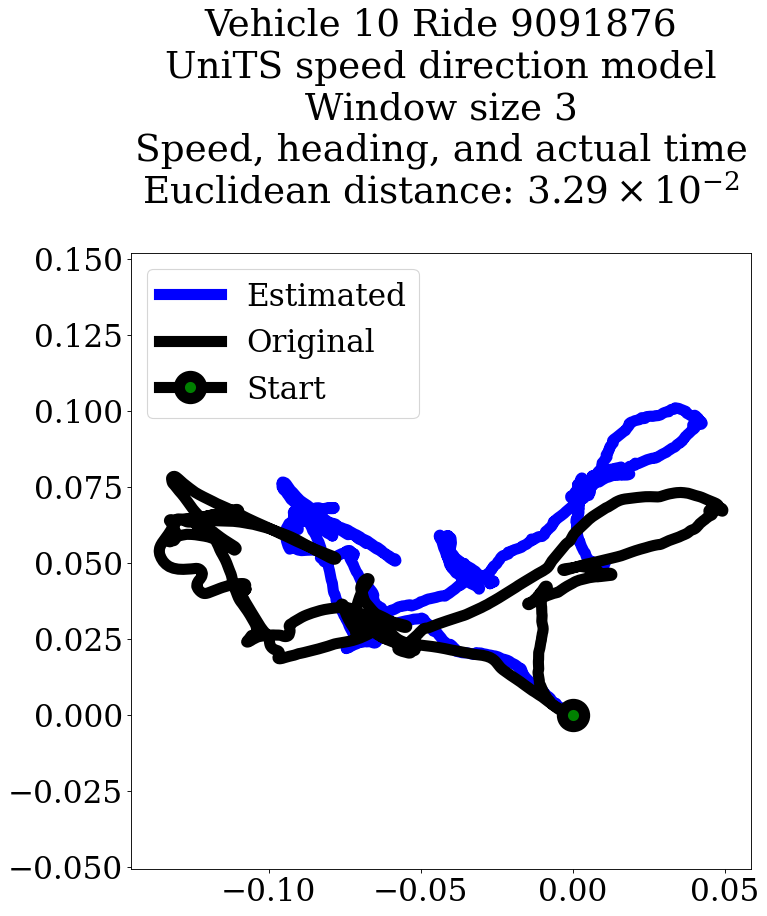 Vehicle 10 Ride 9091876
UniTS speed direction model
Window size 3
Speed, heading, and actual time
Euclidean distance: 3.29 × 10⁻²
0.150
0.125
0.100
0.075
0.050
0.025
0.000
−0.025
−0.050
Estimated
Original
Start
−0.10
−0.05
0.00
0.05